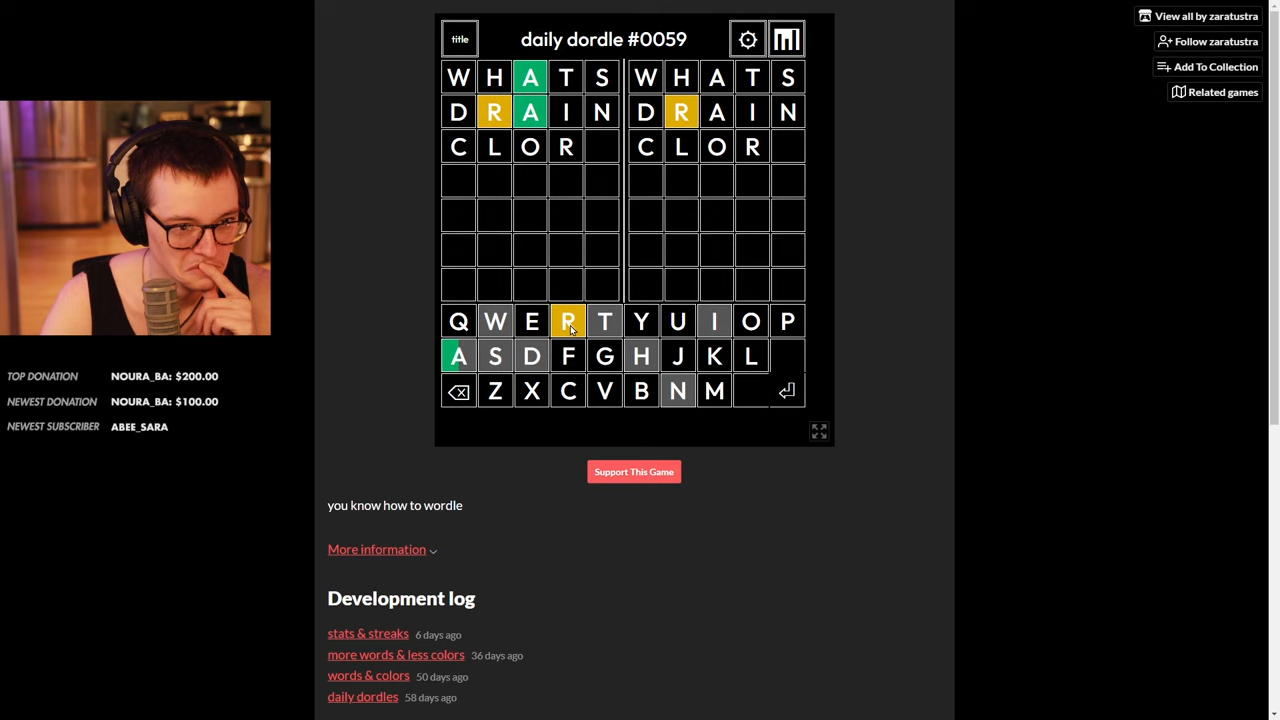 View all by zaratustra
Follow zaratustra
Add To Collection
Related games
title
daily dordle #0059
W H A T S W H A T S
D R A I N D R A I N
C L O R C L O R
Q W E R T Y U I O P
A S D F G H J K L
Z X C V B N M
Support This Game
TOP DONATION NOURA_BA: $200.00
NEWEST DONATION NOURA_BA: $100.00
NEWEST SUBSCRIBER ABEE_SARA
you know how to wordle
More information
Development log
stats & streaks 6 days ago
more words & less colors 36 days ago
words & colors 50 days ago
daily dordles 58 days ago